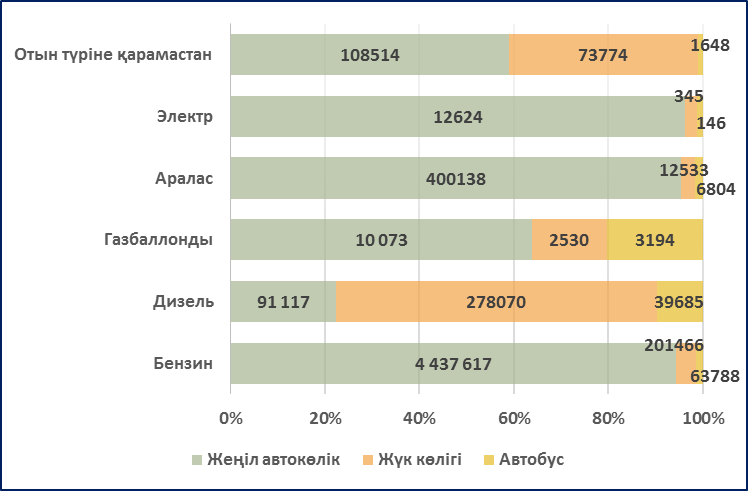 Отын түріне қарамастан 108514 73774 1648
Электр 12624 345 146
Аралас 400138 12533 6804
Газбаллонды 10 073 2530 3194
Дизель 91 117 278070 39685
Бензин 4 437 617 201466 63788
0% 20% 40% 60% 80% 100%
Жеңіл автокөлік Жүк көлігі Автобус